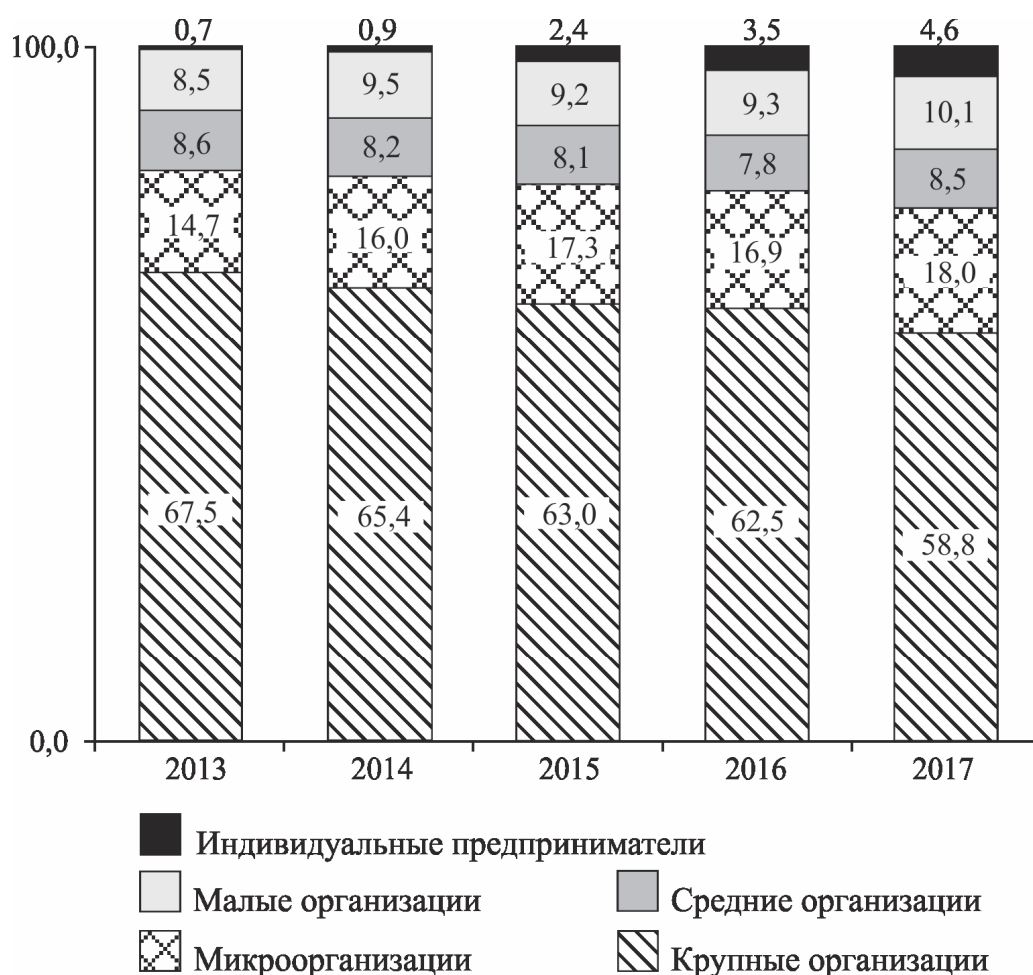 0,7 0,9 2,4 3,5 4,6
100,0
8,5 9,5 9,2 9,3 10,1
8,6 8,2 8,1 7,8 8,5
14,7 16,0 17,3 16,9 18,0
67,5 65,4 63,0 62,5 58,8
0,0
2013 2014 2015 2016 2017
Индивидуальные предприниматели
Малые организации Средние организации
Микроорганизации Крупные организации